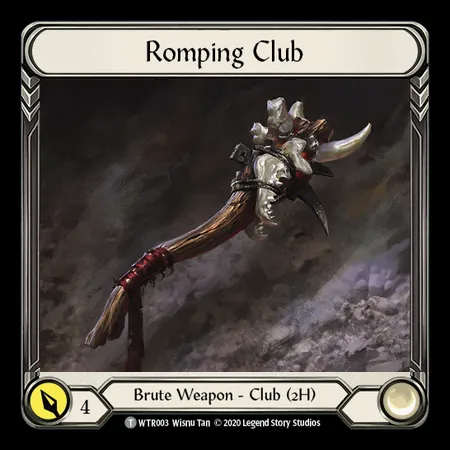 Romping Club
4
Brute Weapon - Club (2H)
T WTR003 Wisnu Tan © 2020 Legend Story Studios